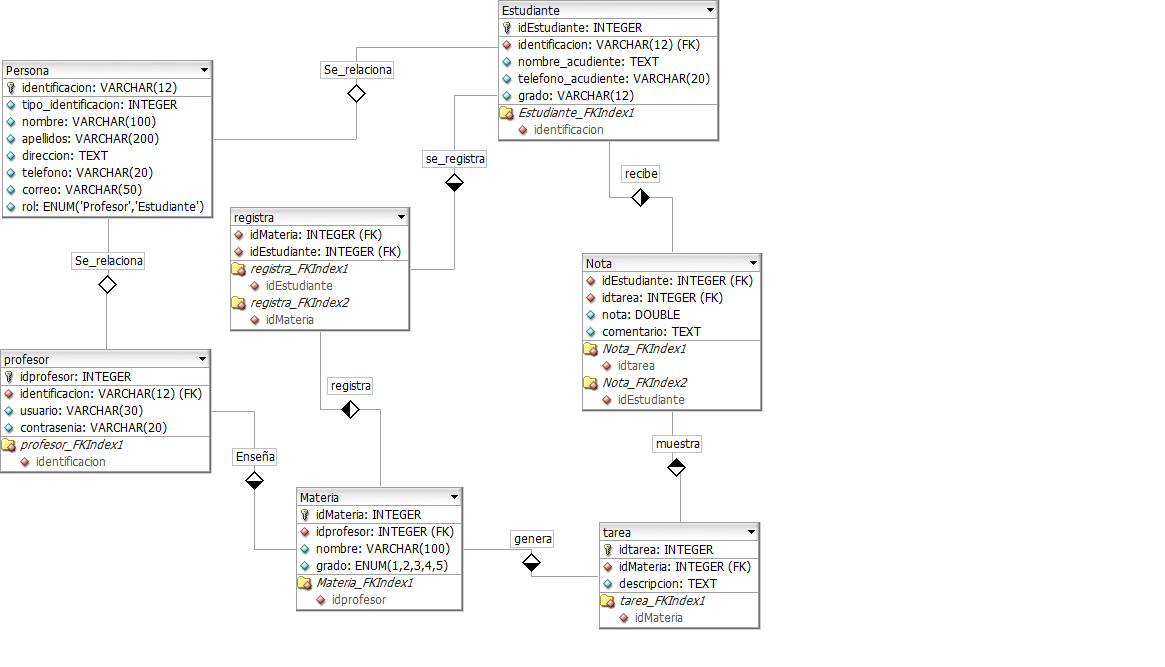 Estudiante
idEstudiante: INTEGER
identificacion: VARCHAR(12) (FK)
nombre_acudiente: TEXT
telefono_acudiente: VARCHAR(20)
grado: VARCHAR(12)
Estudiante_FKIndex1
identificacion
Se_relaciona
Persona
identificacion: VARCHAR(12)
tipo_identificacion: INTEGER
nombre: VARCHAR(100)
apellidos: VARCHAR(200)
direccion: TEXT
telefono: VARCHAR(20)
correo: VARCHAR(50)
rol: ENUM('Profesor','Estudiante')
se_registra
recibe
registra
idMateria: INTEGER (FK)
idEstudiante: INTEGER (FK)
registra_FKIndex1
idEstudiante
registra_FKIndex2
idMateria
Se_relaciona
Nota
idEstudiante: INTEGER (FK)
idtarea: INTEGER (FK)
nota: DOUBLE
comentario: TEXT
Nota_FKIndex1
idtarea
Nota_FKIndex2
idEstudiante
profesor
idprofesor: INTEGER
identificacion: VARCHAR(12) (FK)
usuario: VARCHAR(30)
contrasenia: VARCHAR(20)
profesor_FKIndex1
identificacion
registra
Enseña
muestra
Materia
idMateria: INTEGER
idprofesor: INTEGER (FK)
nombre: VARCHAR(100)
grado: ENUM(1,2,3,4,5)
Materia_FKIndex1
idprofesor
genera
tarea
idtarea: INTEGER
idMateria: INTEGER (FK)
descripcion: TEXT
tarea_FKIndex1
idMateria